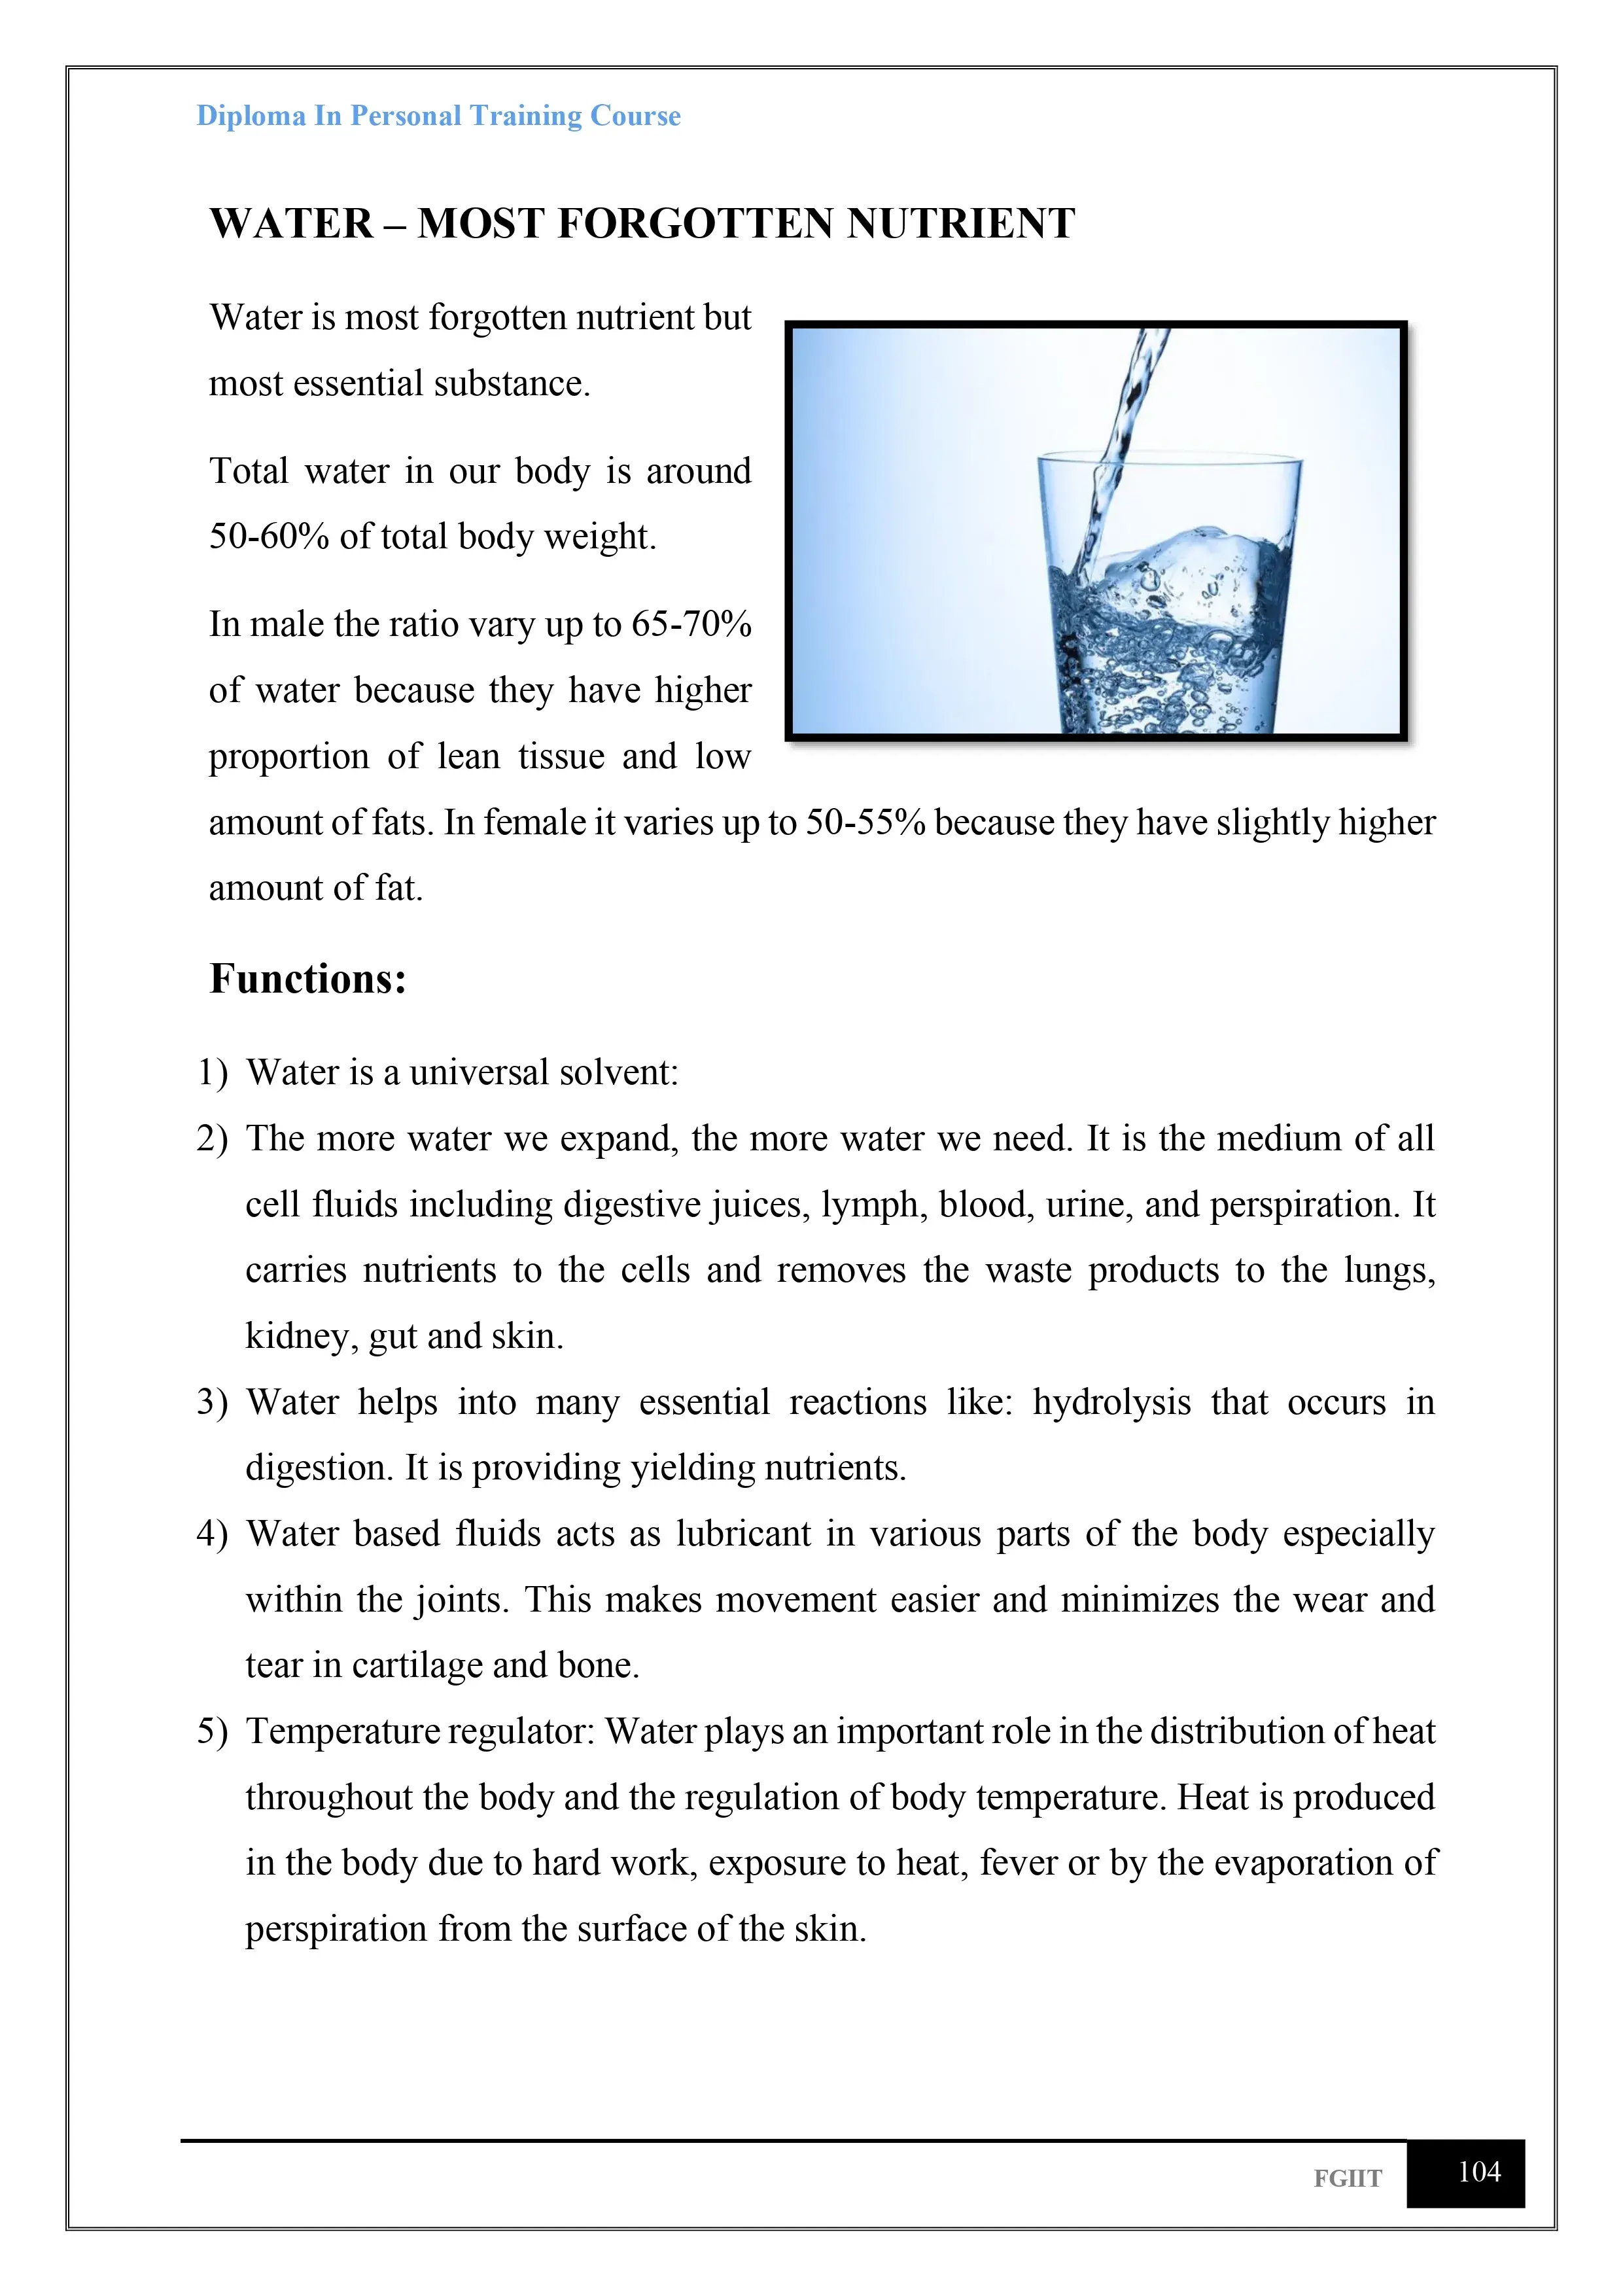 Diploma In Personal Training Course
WATER – MOST FORGOTTEN NUTRIENT
Water is most forgotten nutrient but
most essential substance.
Total water in our body is around
50-60% of total body weight.
In male the ratio vary up to 65-70%
of water because they have higher
proportion of lean tissue and low
amount of fats. In female it varies up to 50-55% because they have slightly higher
amount of fat.
Functions:
1) Water is a universal solvent:
2) The more water we expand, the more water we need. It is the medium of all
cell fluids including digestive juices, lymph, blood, urine, and perspiration. It
carries nutrients to the cells and removes the waste products to the lungs,
kidney, gut and skin.
3) Water helps into many essential reactions like: hydrolysis that occurs in
digestion. It is providing yielding nutrients.
4) Water based fluids acts as lubricant in various parts of the body especially
within the joints. This makes movement easier and minimizes the wear and
tear in cartilage and bone.
5) Temperature regulator: Water plays an important role in the distribution of heat
throughout the body and the regulation of body temperature. Heat is produced
in the body due to hard work, exposure to heat, fever or by the evaporation of
perspiration from the surface of the skin.
FGIIT 104